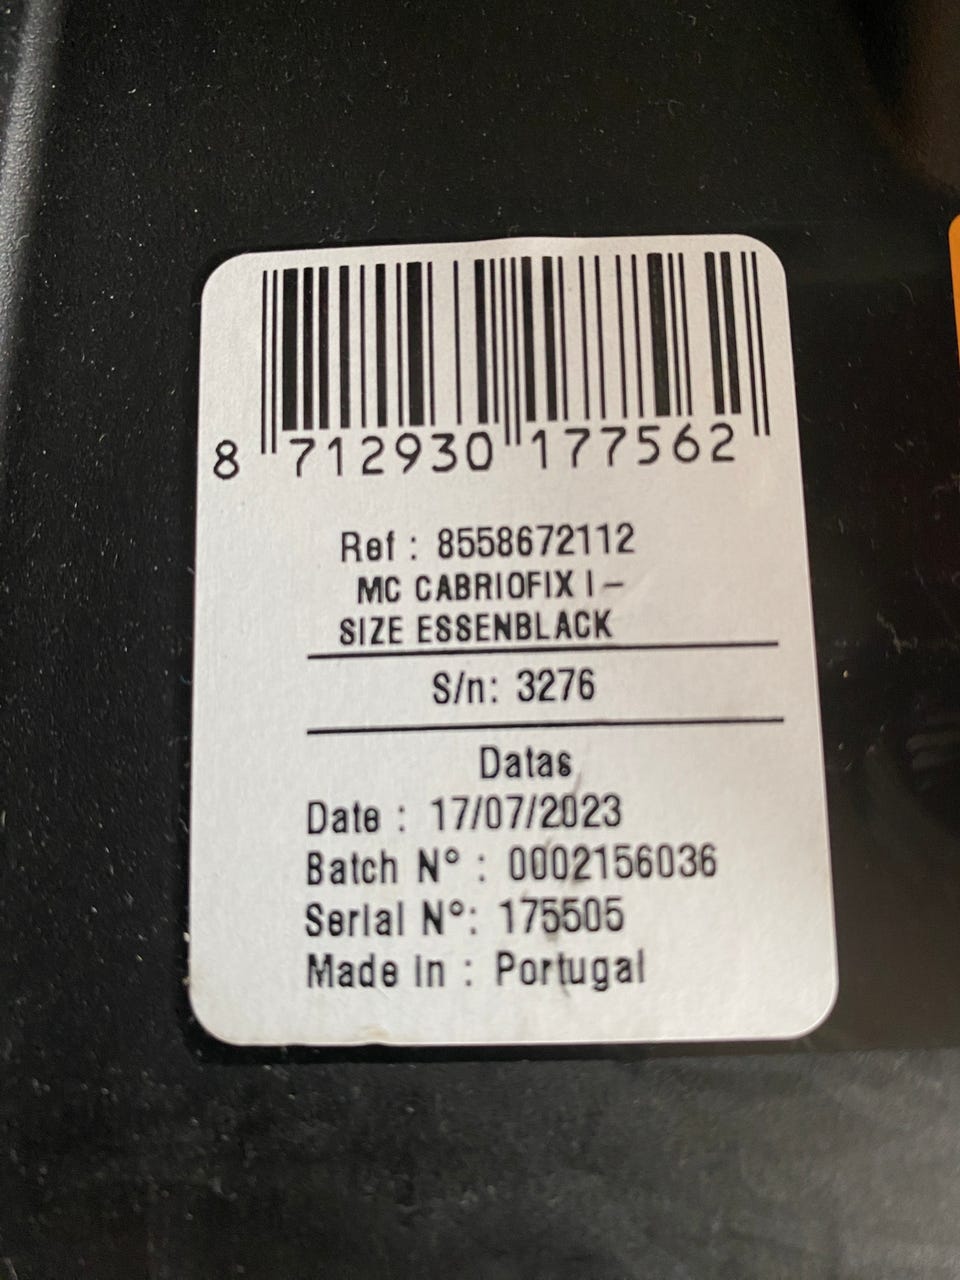 8 712930 177562
Ref : 8558672112
MC CABRIOFIX I-
SIZE ESSENBLACK
S/n: 3276
Datas
Date : 17/07/2023
Batch N° : 0002156036
Serial N°: 175505
Made in : Portugal